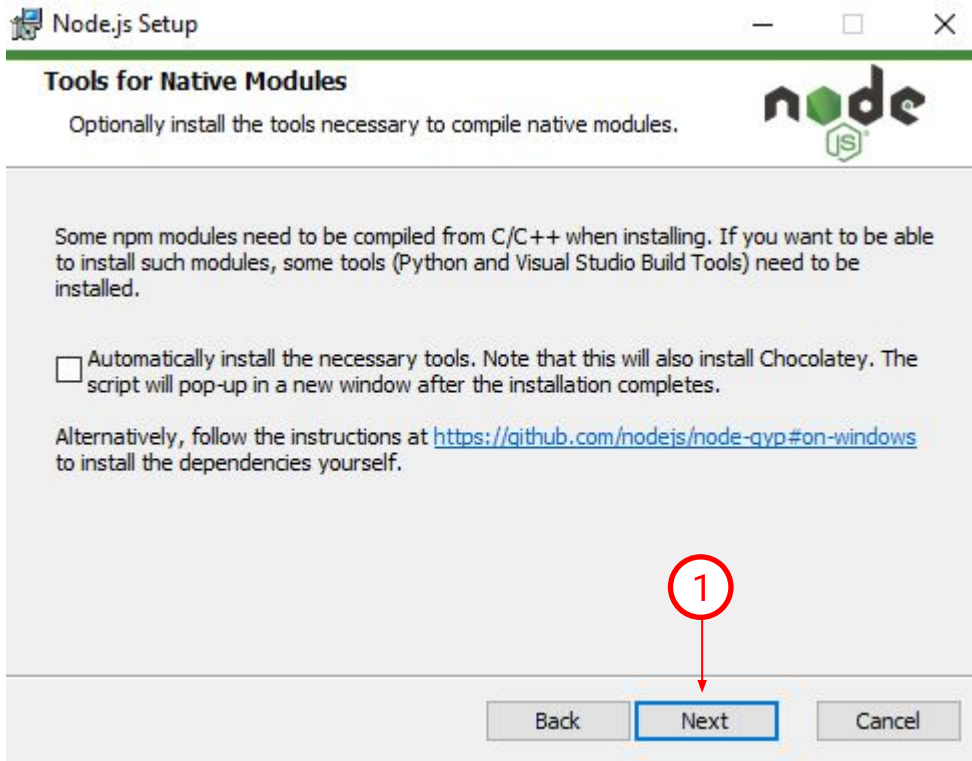 Node.js Setup
Tools for Native Modules
node
Optionally install the tools necessary to compile native modules.
JS
Some npm modules need to be compiled from C/C++ when installing. If you want to be able
to install such modules, some tools (Python and Visual Studio Build Tools) need to be
installed.
Automatically install the necessary tools. Note that this will also install Chocolatey. The
script will pop-up in a new window after the installation completes.
Alternatively, follow the instructions at https://github.com/nodejs/node-gyp#on-windows
to install the dependencies yourself.
1
Back Next Cancel